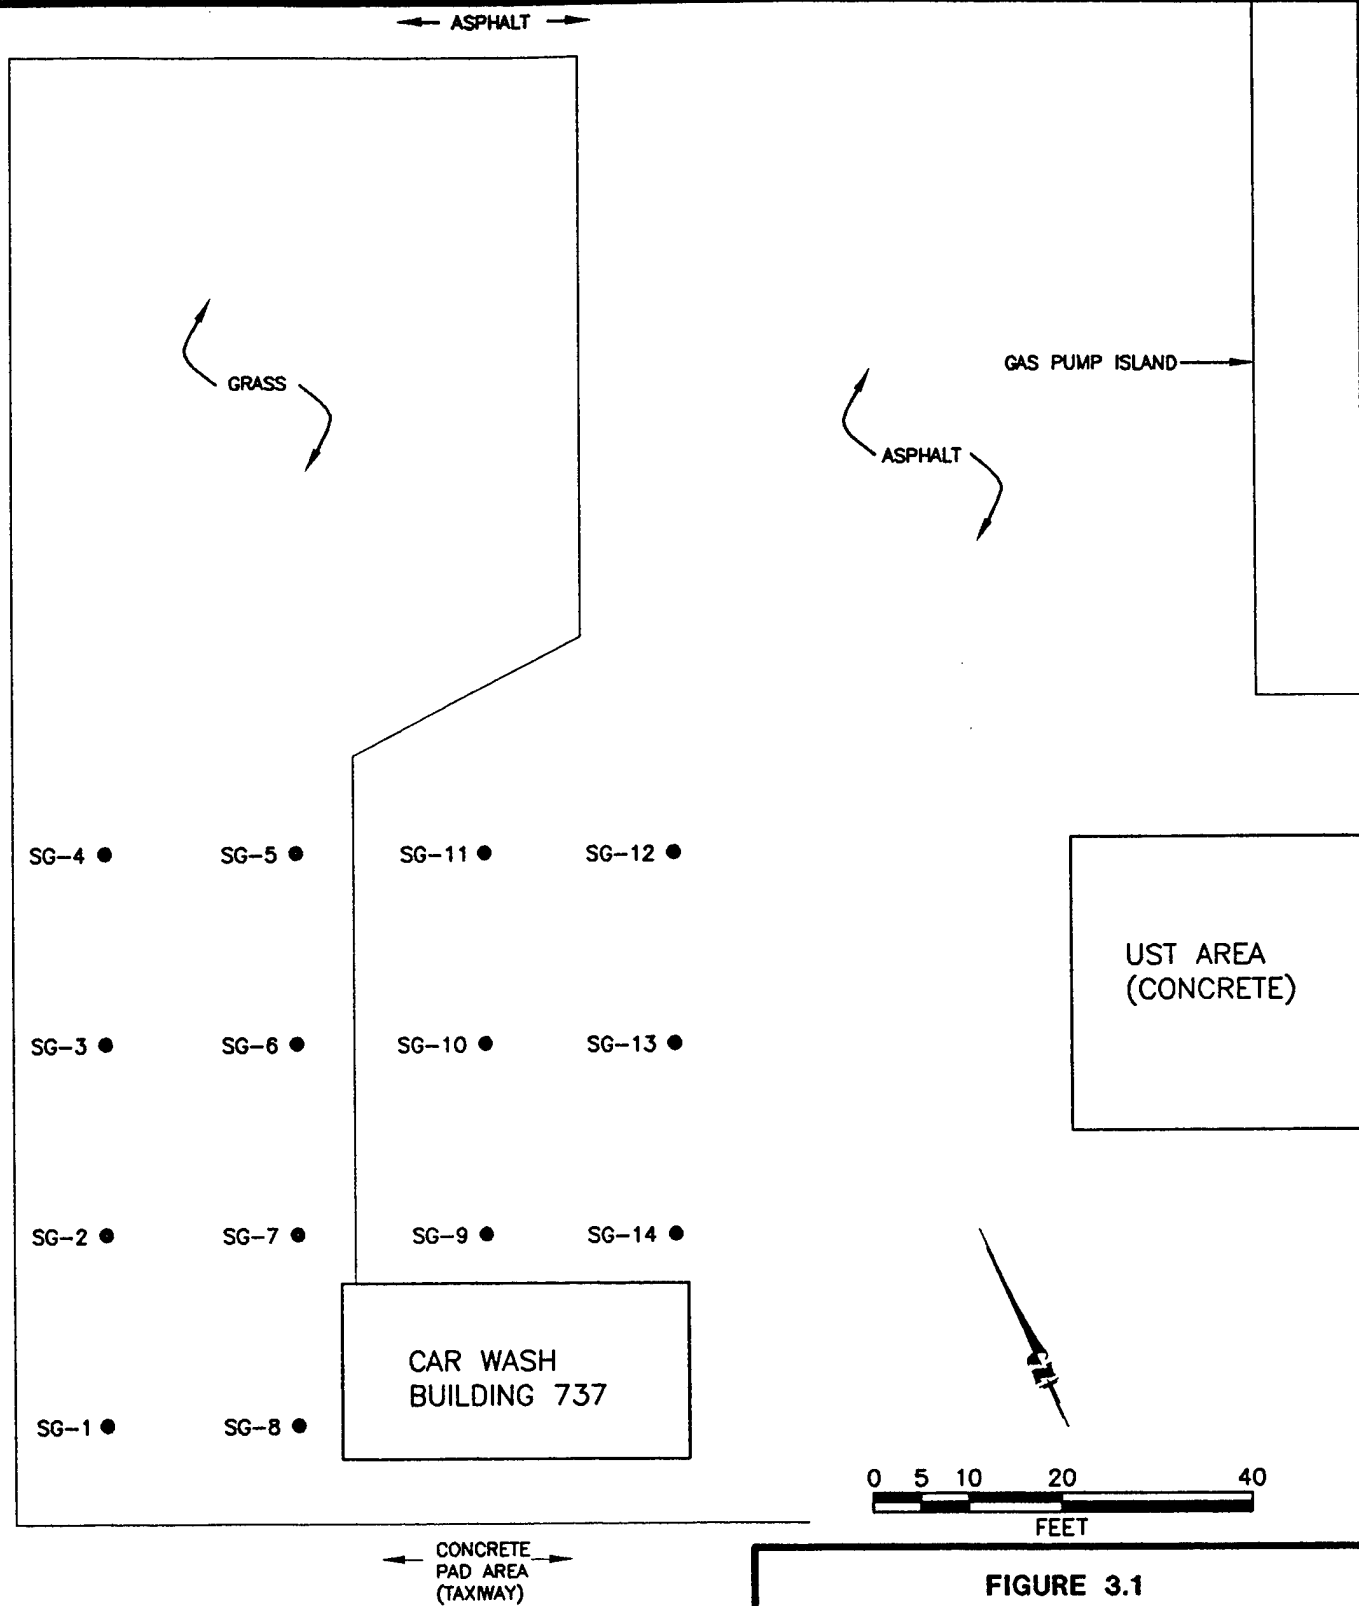 ASPHALT
GRASS
GAS PUMP ISLAND
ASPHALT
SG-4
SG-5
SG-11
SG-12
UST AREA
(CONCRETE)
SG-3
SG-6
SG-10
SG-13
SG-2
SG-7
SG-9
SG-14
CAR WASH
BUILDING 737
SG-1
SG-8
0 5 10 20 40
FEET
CONCRETE
PAD AREA
(TAXIWAY)
FIGURE 3.1